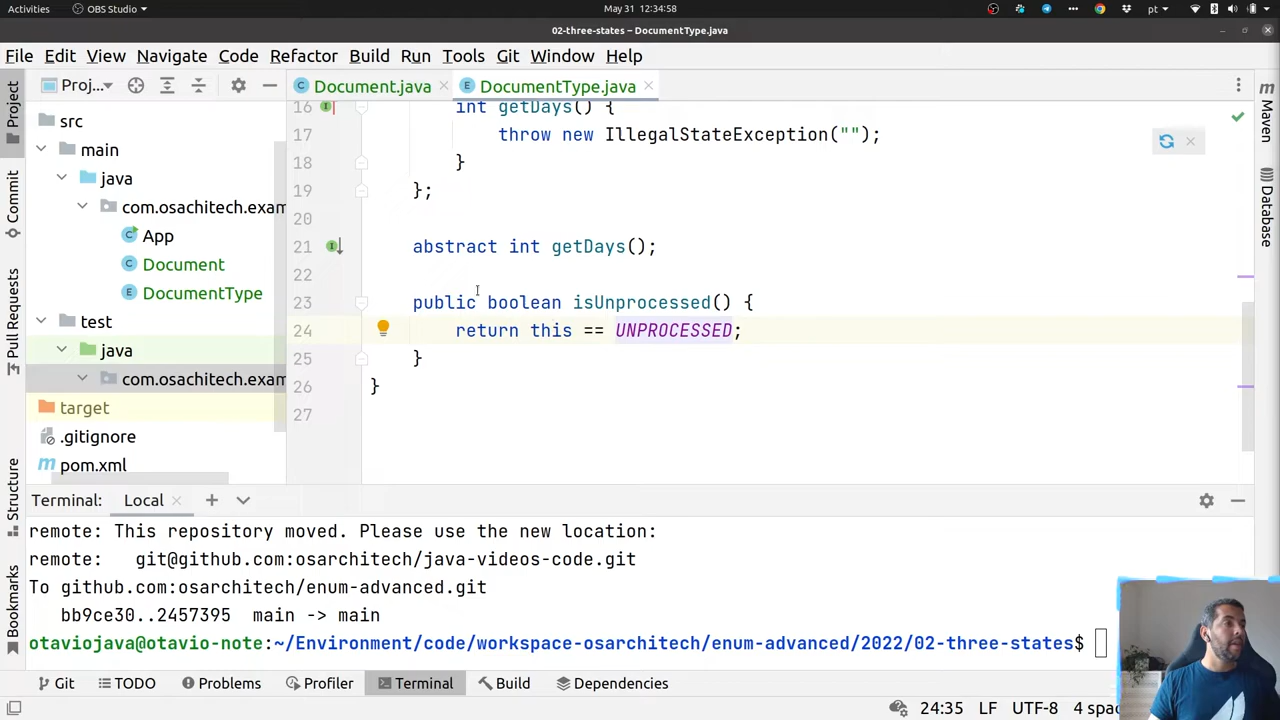 Activities
OBS Studio
May 31 12:34:58
pt
02-three-states – DocumentType.java
File Edit View Navigate Code Refactor Build Run Tools Git Window Help
Proj...
Document.java
DocumentType.java
Project
Commit
Pull Requests
Structure
Bookmarks
Maven
Database
src
main
java
com.osachitech.exam
App
Document
DocumentType
test
java
com.osachitech.exam
target
.gitignore
pom.xml
16 int getDays() {
17 throw new IllegalStateException("");
18 }
19 };
20
21 abstract int getDays();
22
23 public boolean isUnprocessed() {
24 return this == UNPROCESSED;
25 }
26 }
27
Terminal: Local
remote: This repository moved. Please use the new location:
remote: git@github.com:osarchitech/java-videos-code.git
To github.com:osarchitech/enum-advanced.git
bb9ce30..2457395 main -> main
otaviojava@otavio-note:~/Environment/code/workspace-osarchitech/enum-advanced/2022/02-three-states$
Git TODO Problems Profiler Terminal Build Dependencies
24:35 LF UTF-8 4 spac